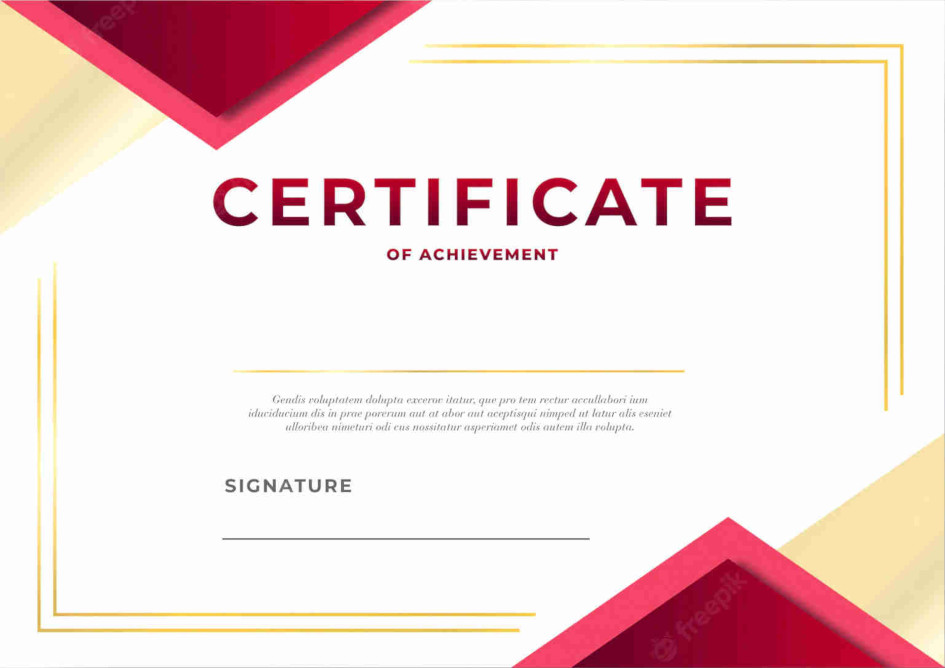 CERTIFICATE
OF ACHIEVEMENT
Gendis voluptatem dolupta exceroe itatur, que pro tem rectur accullabori ium
iduciducium dis in prae porerum aut at abor aut aceptisqui nimped ut latur alis eseniet
ulloribea nimeturi odi cus nossitatur asperiamet odis autem illa volupta.
SIGNATURE
freepik